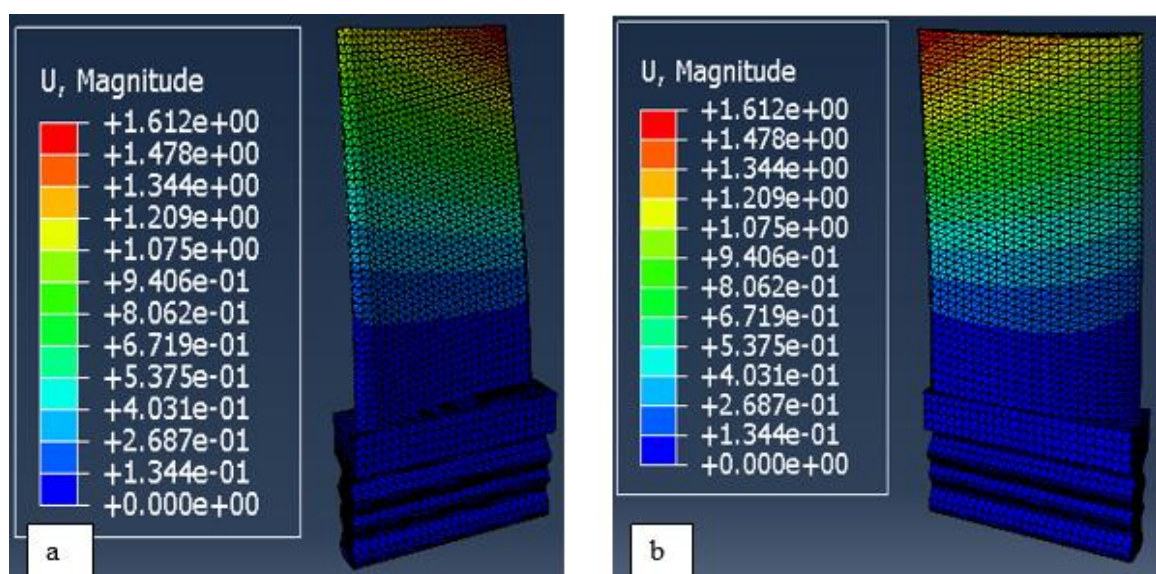 U, Magnitude
+1.612e+00
+1.478e+00
+1.344e+00
+1.209e+00
+1.075e+00
+9.406e-01
+8.062e-01
+6.719e-01
+5.375e-01
+4.031e-01
+2.687e-01
+1.344e-01
+0.000e+00
a
U, Magnitude
+1.612e+00
+1.478e+00
+1.344e+00
+1.209e+00
+1.075e+00
+9.406e-01
+8.062e-01
+6.719e-01
+5.375e-01
+4.031e-01
+2.687e-01
+1.344e-01
+0.000e+00
b